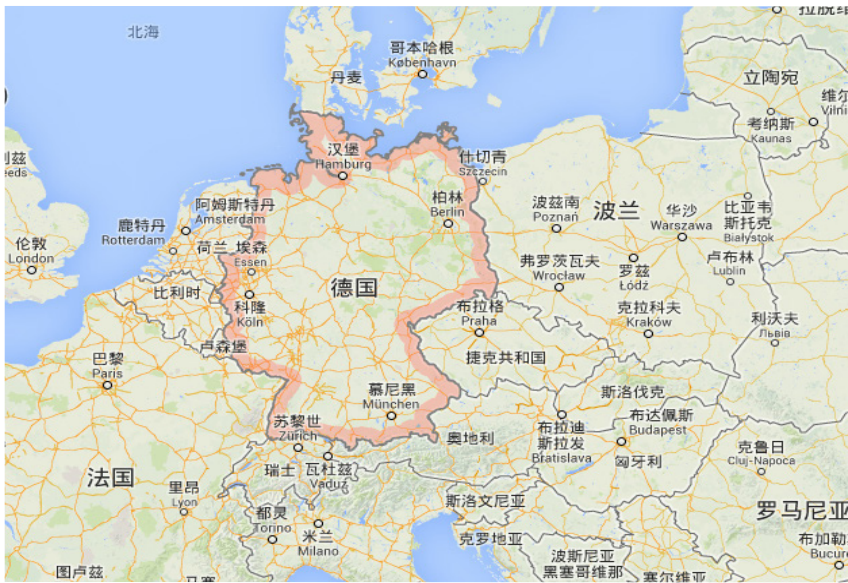 北海
哥本哈根
København
丹麦
立陶宛
考纳斯
Kaunas
汉堡
Hamburg
什切青
Szczecin
阿姆斯特丹
Amsterdam
柏林
Berlin
波兹南
Poznań
波兰
华沙
Warszawa
比亚韦
斯托克
Białystok
鹿特丹
Rotterdam
伦敦
London
荷兰
埃森
Essen
弗罗茨瓦夫
Wrocław
罗兹
Łódź
卢布林
Lublin
比利时
科隆
Köln
德国
布拉格
Praha
克拉科夫
Kraków
利沃夫
Львів
卢森堡
巴黎
Paris
捷克共和国
慕尼黑
München
斯洛伐克
苏黎世
Zürich
奥地利
布拉迪
斯拉发
Bratislava
布达佩斯
Budapest
匈牙利
克鲁日
Cluj-Napoca
法国
瑞士
瓦杜兹
Vaduz
里昂
Lyon
都灵
Torino
米兰
Milano
斯洛文尼亚
克罗地亚
罗马尼亚
波斯尼亚
黑塞哥维那
塞尔维亚
布加勒
Bucure
图卢兹